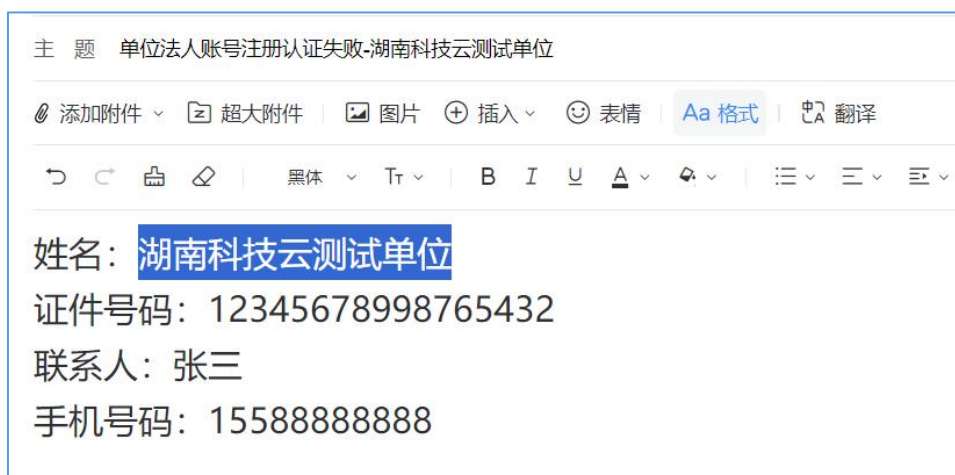 主 题 单位法人账号注册认证失败-湖南科技云测试单位
添加附件 超大附件 图片 插入 表情 Aa 格式 翻译
黑体 TT B I U A
姓名：湖南科技云测试单位
证件号码：12345678998765432
联系人：张三
手机号码：15588888888